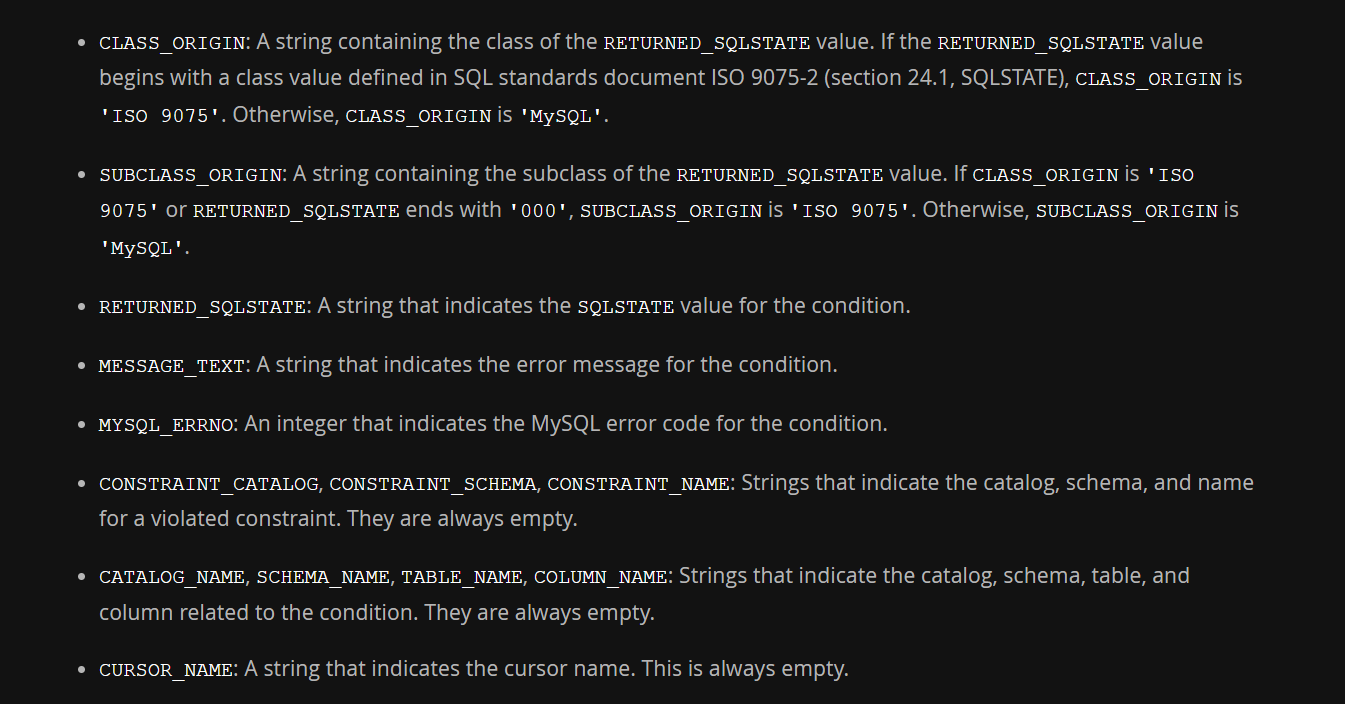 • CLASS_ORIGIN: A string containing the class of the RETURNED_SQLSTATE value. If the RETURNED_SQLSTATE value
begins with a class value defined in SQL standards document ISO 9075-2 (section 24.1, SQLSTATE), CLASS_ORIGIN is
'ISO 9075'. Otherwise, CLASS_ORIGIN is 'MySQL'.
• SUBCLASS_ORIGIN: A string containing the subclass of the RETURNED_SQLSTATE value. If CLASS_ORIGIN is 'ISO
9075' or RETURNED_SQLSTATE ends with '000', SUBCLASS_ORIGIN is 'ISO 9075'. Otherwise, SUBCLASS_ORIGIN is
'MySQL'.
• RETURNED_SQLSTATE: A string that indicates the SQLSTATE value for the condition.
• MESSAGE_TEXT: A string that indicates the error message for the condition.
• MYSQL_ERRNO: An integer that indicates the MySQL error code for the condition.
• CONSTRAINT_CATALOG, CONSTRAINT_SCHEMA, CONSTRAINT_NAME: Strings that indicate the catalog, schema, and name
for a violated constraint. They are always empty.
• CATALOG_NAME, SCHEMA_NAME, TABLE_NAME, COLUMN_NAME: Strings that indicate the catalog, schema, table, and
column related to the condition. They are always empty.
• CURSOR_NAME: A string that indicates the cursor name. This is always empty.